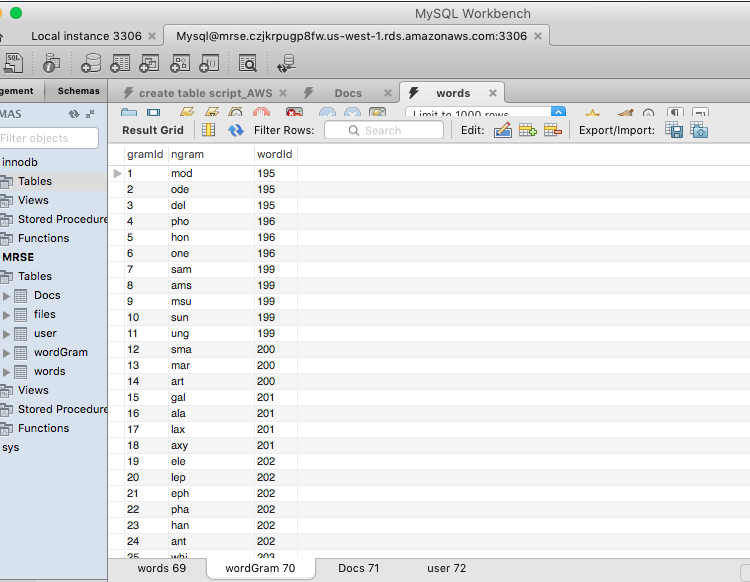 MySQL Workbench
Local instance 3306
Mysql@mrse.czjkrpugp8fw.us-west-1.rds.amazonaws.com:3306
SQL
gement Schemas create table script_AWS Docs words
MAS
Limit to 1000 rows
Filter objects Result Grid Filter Rows: Search Edit: Export/Import:
innodb
Tables
Views
Stored Procedure
Functions
MRSE
Tables
Docs
files
user
wordGram
words
Views
Stored Procedure
Functions
sys
gramId ngram wordId
1 mod 195
2 ode 195
3 del 195
4 pho 196
5 hon 196
6 one 196
7 sam 199
8 ams 199
9 msu 199
10 sun 199
11 ung 199
12 sma 200
13 mar 200
14 art 200
15 gal 201
16 ala 201
17 lax 201
18 axy 201
19 ele 202
20 lep 202
21 eph 202
22 pha 202
23 han 202
24 ant 202
25 whi 203
words 69 wordGram 70 Docs 71 user 72